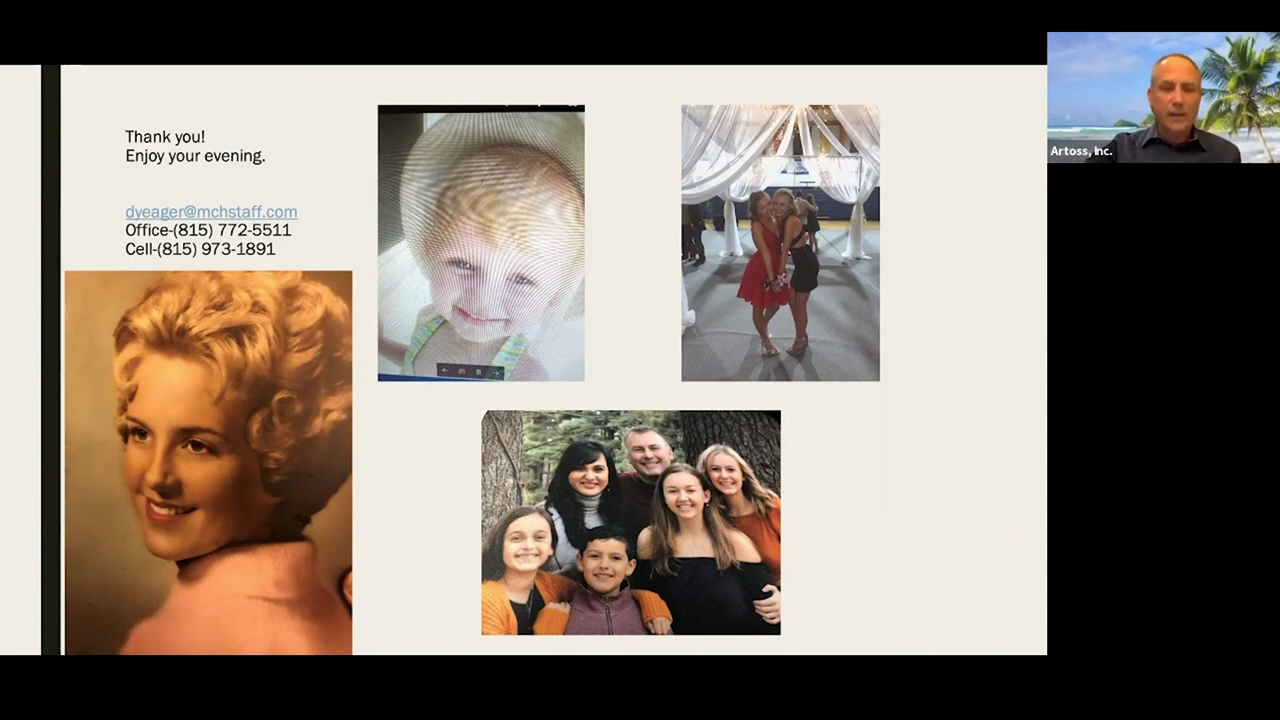 Thank you!
Enjoy your evening.
dyeager@mchstaff.com
Office-(815) 772-5511
Cell-(815) 973-1891
Artoss, Inc.